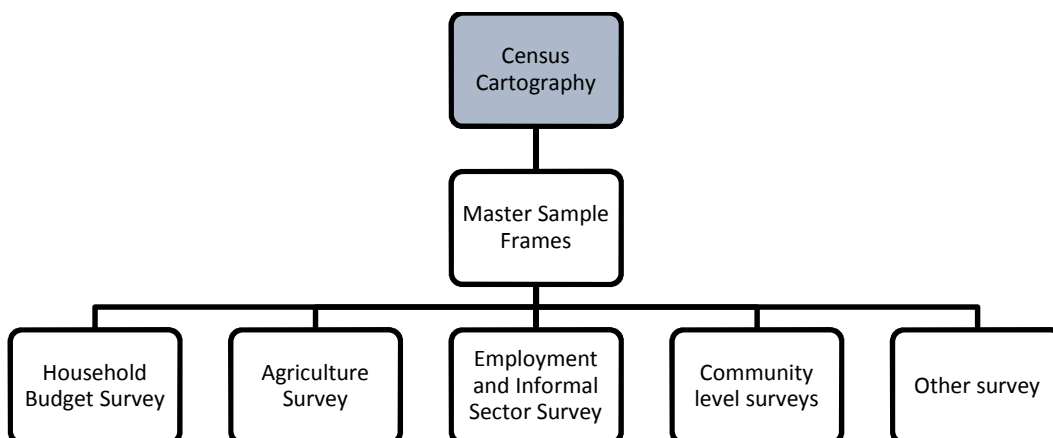 Census
Cartography
Master Sample
Frames
Household
Budget Survey
Agriculture
Survey
Employment
and Informal
Sector Survey
Community
level surveys
Other survey